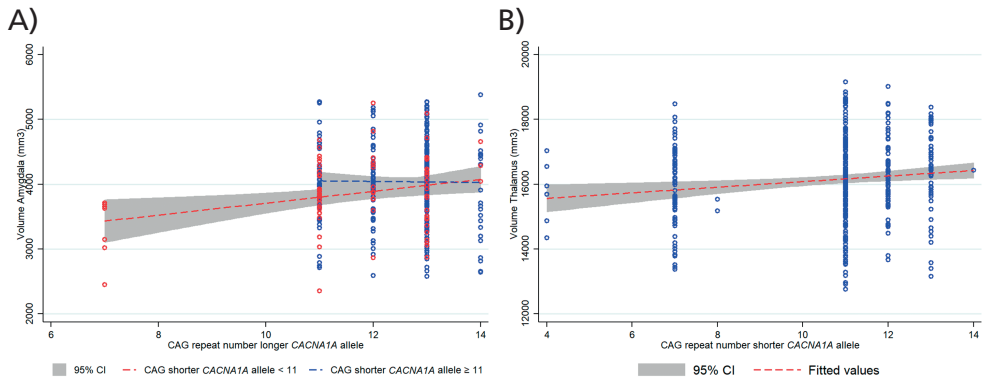 A)
6000
5000
4000
3000
2000
Volume Amygdala (mm3)
6 8 10 12 14
CAG repeat number longer CACNA1A allele
95% CI CAG shorter CACNA1A allele < 11 CAG shorter CACNA1A allele ≥ 11
B)
20000
18000
16000
14000
12000
Volume Thalamus (mm3)
4 6 8 10 12 14
CAG repeat number shorter CACNA1A allele
95% CI Fitted values